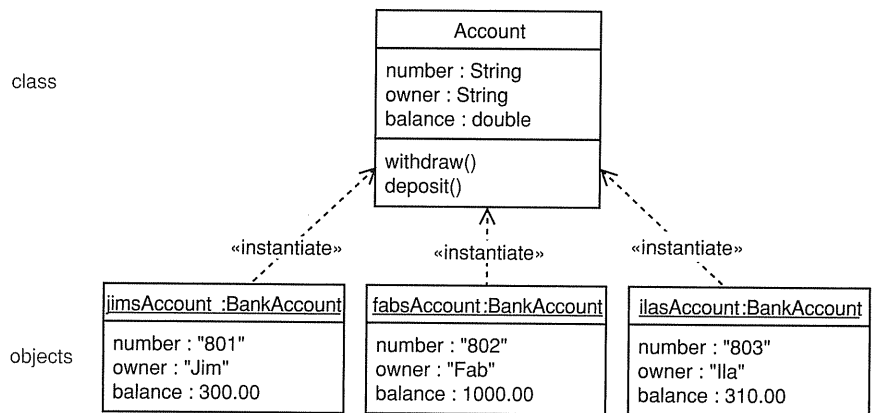 Account
class
number : String
owner : String
balance : double
withdraw()
deposit()
«instantiate» «instantiate» «instantiate»
jimsAccount :BankAccount
fabsAccount:BankAccount
ilasAccount:BankAccount
objects
number : "801"
owner : "Jim"
balance : 300.00
number : "802"
owner : "Fab"
balance : 1000.00
number : "803"
owner : "Ila"
balance : 310.00